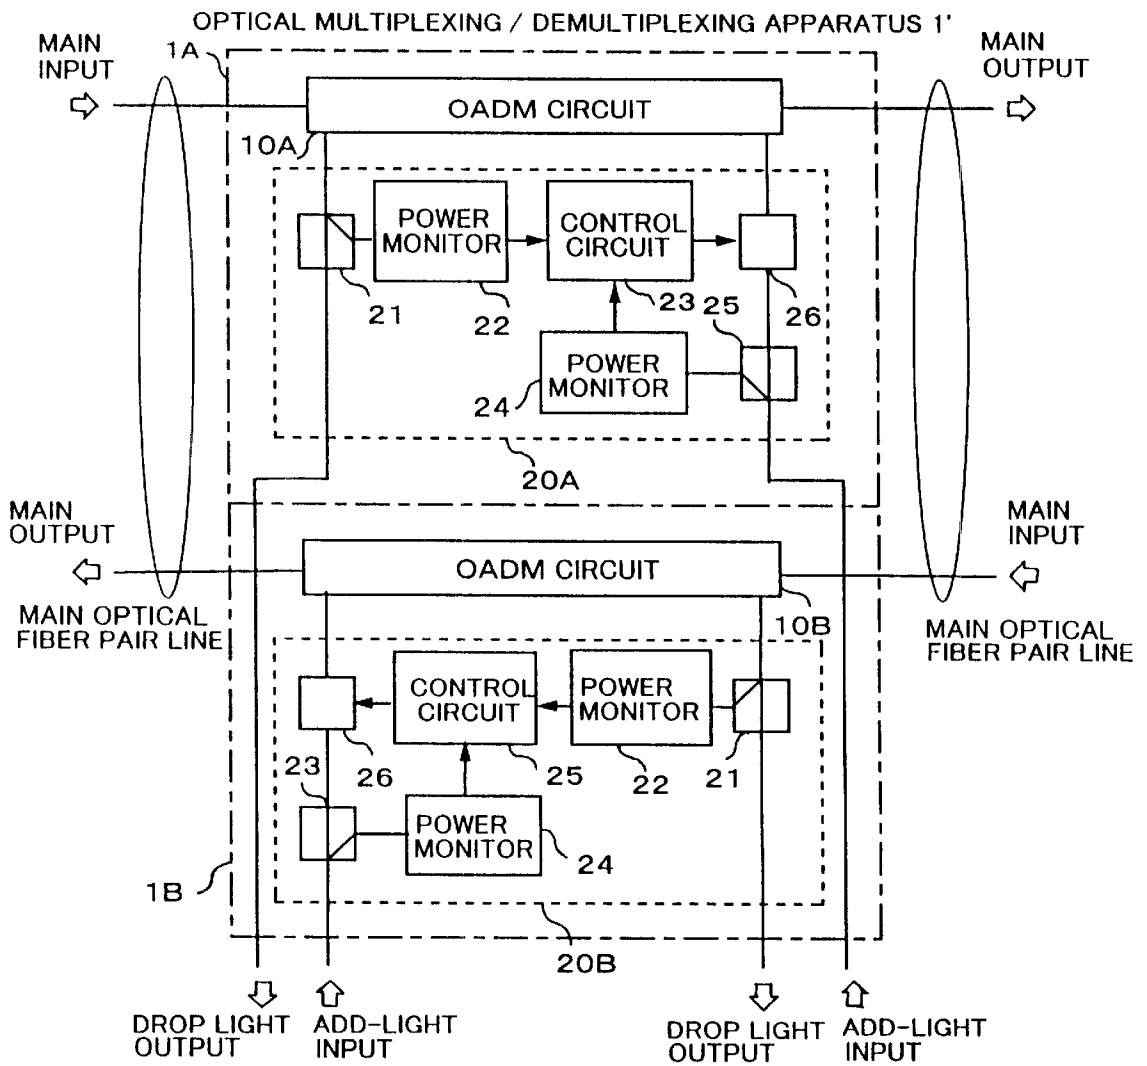 OPTICAL MULTIPLEXING / DEMULTIPLEXING APPARATUS 1'
MAIN
INPUT
1A
MAIN
OUTPUT
OADM CIRCUIT
10A
POWER
MONITOR
CONTROL
CIRCUIT
21
22
23
25
26
POWER
MONITOR
24
20A
MAIN
OUTPUT
MAIN
INPUT
OADM CIRCUIT
MAIN OPTICAL
FIBER PAIR LINE
10B
MAIN OPTICAL
FIBER PAIR LINE
CONTROL
CIRCUIT
POWER
MONITOR
23
26
25
22
21
POWER
MONITOR
24
1B
20B
DROP LIGHT
OUTPUT
ADD-LIGHT
INPUT
DROP LIGHT
OUTPUT
ADD-LIGHT
INPUT